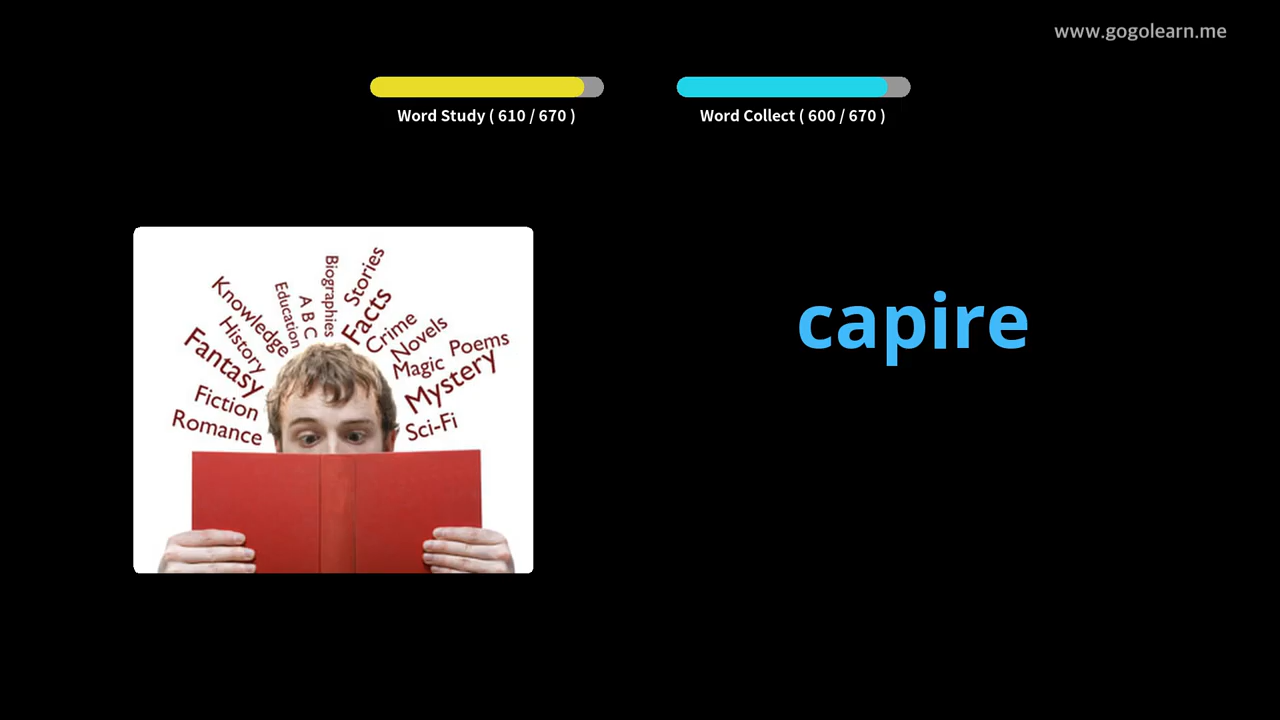 www.gogolearn.me
Word Study ( 610 / 670 )
Word Collect ( 600 / 670 )
capire
Biographies
Stories
Education
A B C
Facts
Knowledge
Crime
History
Novels
Poems
Fantasy
Magic
Mystery
Fiction
Romance
Sci-Fi